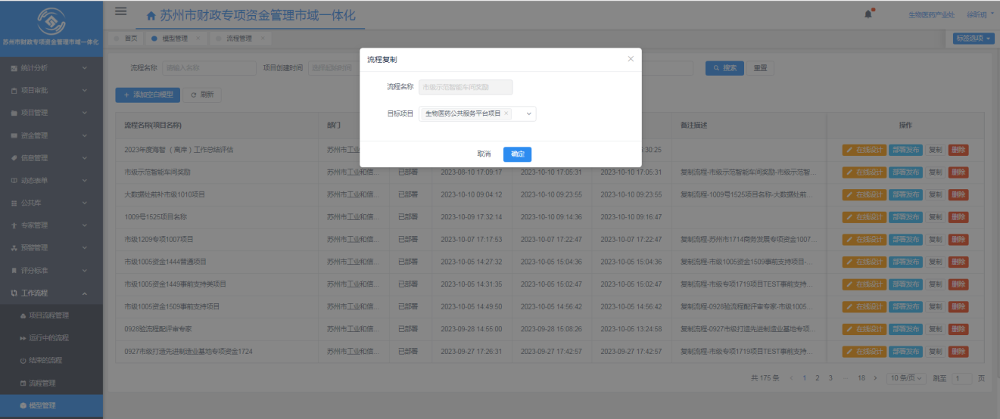 苏州市财政专项资金管理市域一体化
苏州市财政专项资金管理市域一体化
生物医药产业处
首页
模型管理 ×
流程管理 ×
标签选项
统计分析
项目审批
项目管理
资金管理
信息管理
动态表单
公共库
专家管理
预警管理
评分标准
工作流程
项目流程管理
运行中的流程
结束的流程
流程管理
模型管理
流程名称 请输入名称 项目创建时间 选择起始时间 搜索 重置
+ 添加空白模型 刷新
流程复制 ×
流程名称 市级示范智能车间奖励
目标项目 生物医药公共服务平台项目 ×
取消 确定
流程名称(项目名称) 部门 备注描述 操作
2023年度海智（离岸）工作总结评估 苏州市工业 :30:25 在线设计 部署发布 复制 删除
市级示范智能车间奖励 苏州市工业和信... 已部署 2023-08-10 17:09:17 2023-10-10 17:05:31 2023-10-10 17:05:31 复制流程-市级示范智能车间奖励-市级示范智... 在线设计 部署发布 复制 删除
大数据处前补市级1010项目 苏州市工业和信... 已部署 2023-10-10 09:04:12 2023-10-10 09:23:55 2023-10-10 09:23:55 复制流程-1009号1525项目名称-大数据处前... 在线设计 部署发布 复制 删除
1009号1525项目名称 苏州市工业和信... 已部署 2023-10-09 17:32:14 2023-10-10 09:14:36 2023-10-10 09:16:47 在线设计 部署发布 复制 删除
市级1209专项1007项目 苏州市工业和信... 已部署 2023-10-07 17:17:53 2023-10-07 17:22:47 2023-10-07 17:22:47 复制流程-苏州市1714商务发展专项资金1007... 在线设计 部署发布 复制 删除
市级1005资金1444普通项目 苏州市工业和信... 已部署 2023-10-05 14:27:32 2023-10-05 15:04:36 2023-10-05 15:04:36 复制流程-市级1005资金1509事前支持项目-... 在线设计 部署发布 复制 删除
市级1005资金1449事前支持类项目 苏州市工业和信... 已部署 2023-10-05 14:31:35 2023-10-05 15:02:47 2023-10-05 15:02:47 复制流程-市级专项1719项目TEST事前支持... 在线设计 部署发布 复制 删除
市级1005资金1509事前支持项目 苏州市工业和信... 已部署 2023-10-05 14:49:50 2023-10-05 14:56:42 2023-10-05 14:56:42 复制流程-0928验流程配评审专家-市级1005... 在线设计 部署发布 复制 删除
0928验流程配评审专家 苏州市工业和信... 已部署 2023-09-28 14:55:00 2023-09-28 15:08:26 2023-10-05 13:24:58 复制流程-0927市级打造先进制造业基地专项... 在线设计 部署发布 复制 删除
0927市级打造先进制造业基地专项资金1724 苏州市工业和信... 已部署 2023-09-27 17:26:31 2023-09-27 17:42:57 2023-09-27 17:42:57 复制流程-市级专项1719项目TEST事前支持... 在线设计 部署发布 复制 删除
共 175 条 ‹ 1 2 3 ... 18 › 10 条/页 跳至 1 页